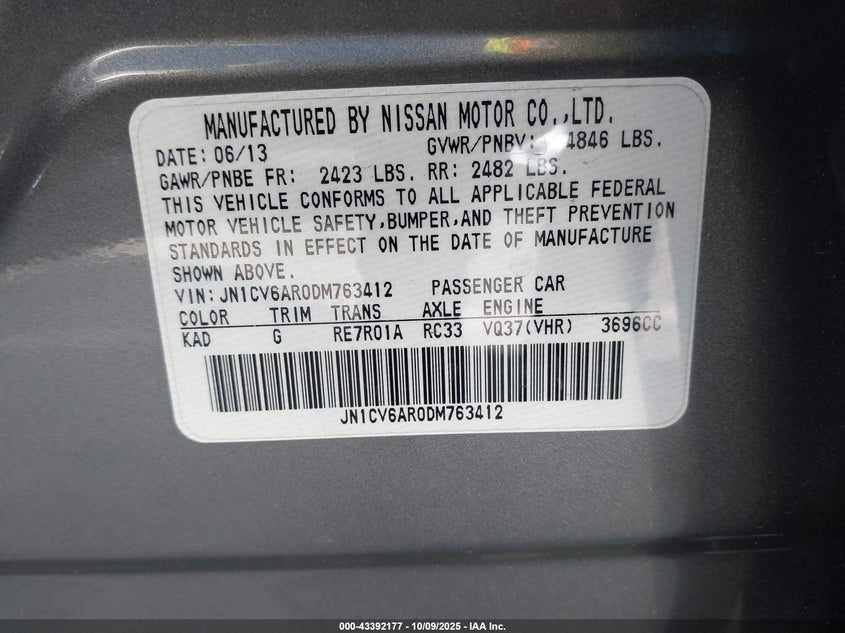 MANUFACTURED BY NISSAN MOTOR CO.,LTD.
DATE: 06/13 GVWR/PNBV: 4846 LBS.
GAWR/PNBE FR: 2423 LBS. RR: 2482 LBS.
THIS VEHICLE CONFORMS TO ALL APPLICABLE FEDERAL
MOTOR VEHICLE SAFETY,BUMPER,AND THEFT PREVENTION
STANDARDS IN EFFECT ON THE DATE OF MANUFACTURE
SHOWN ABOVE.
VIN: JN1CV6AR0DM763412 PASSENGER CAR
COLOR TRIM TRANS AXLE ENGINE
KAD G RE7R01A RC33 VQ37(VHR) 3696CC
JN1CV6AR0DM763412
000-43392177 - 10/09/2025 - IAA Inc.